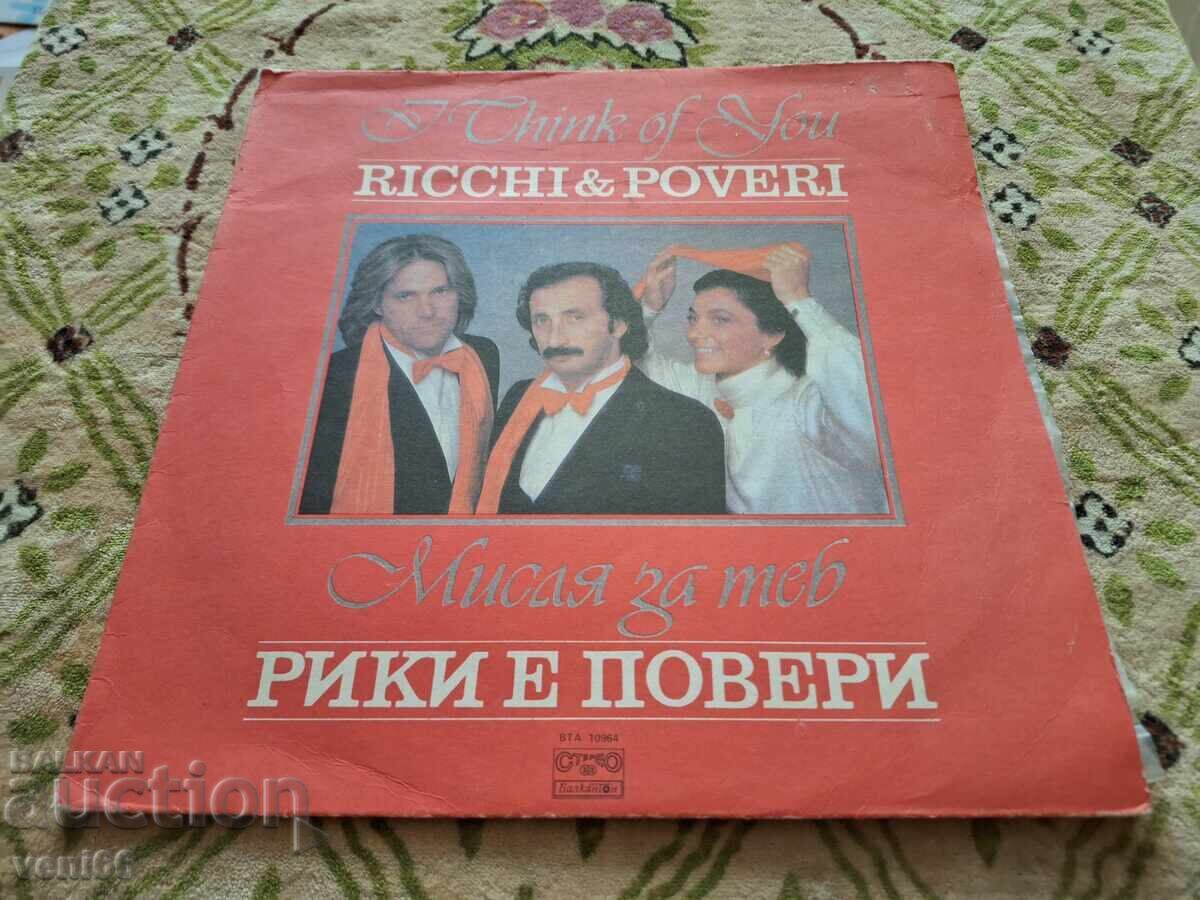 I Think of You
RICCHI & POVERI
Мисля за теб
РИКИ Е ПОВЕРИ
ВТА 10964
СТЕРЕО
Балкантон
BALKAN
auction
veni66